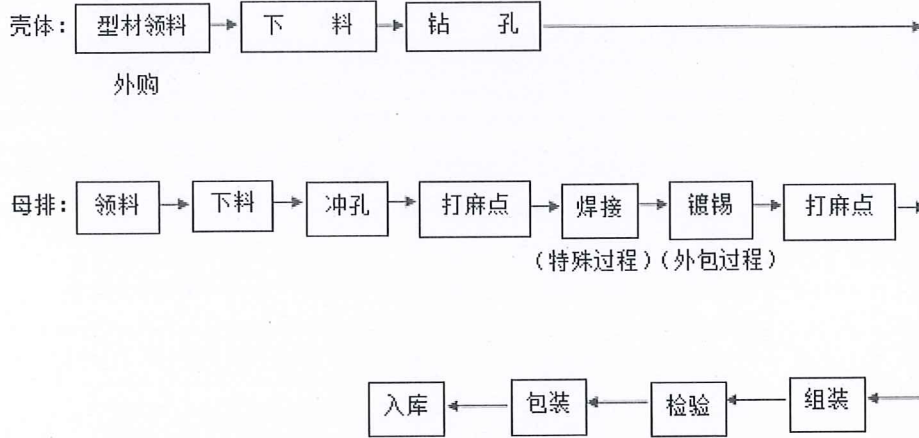 壳体： 型材领料 下 料 钻 孔
外购
母排： 领料 下料 冲孔 打麻点 焊接 镀锡 打麻点
（特殊过程）（外包过程）
入库 包装 检验 组装